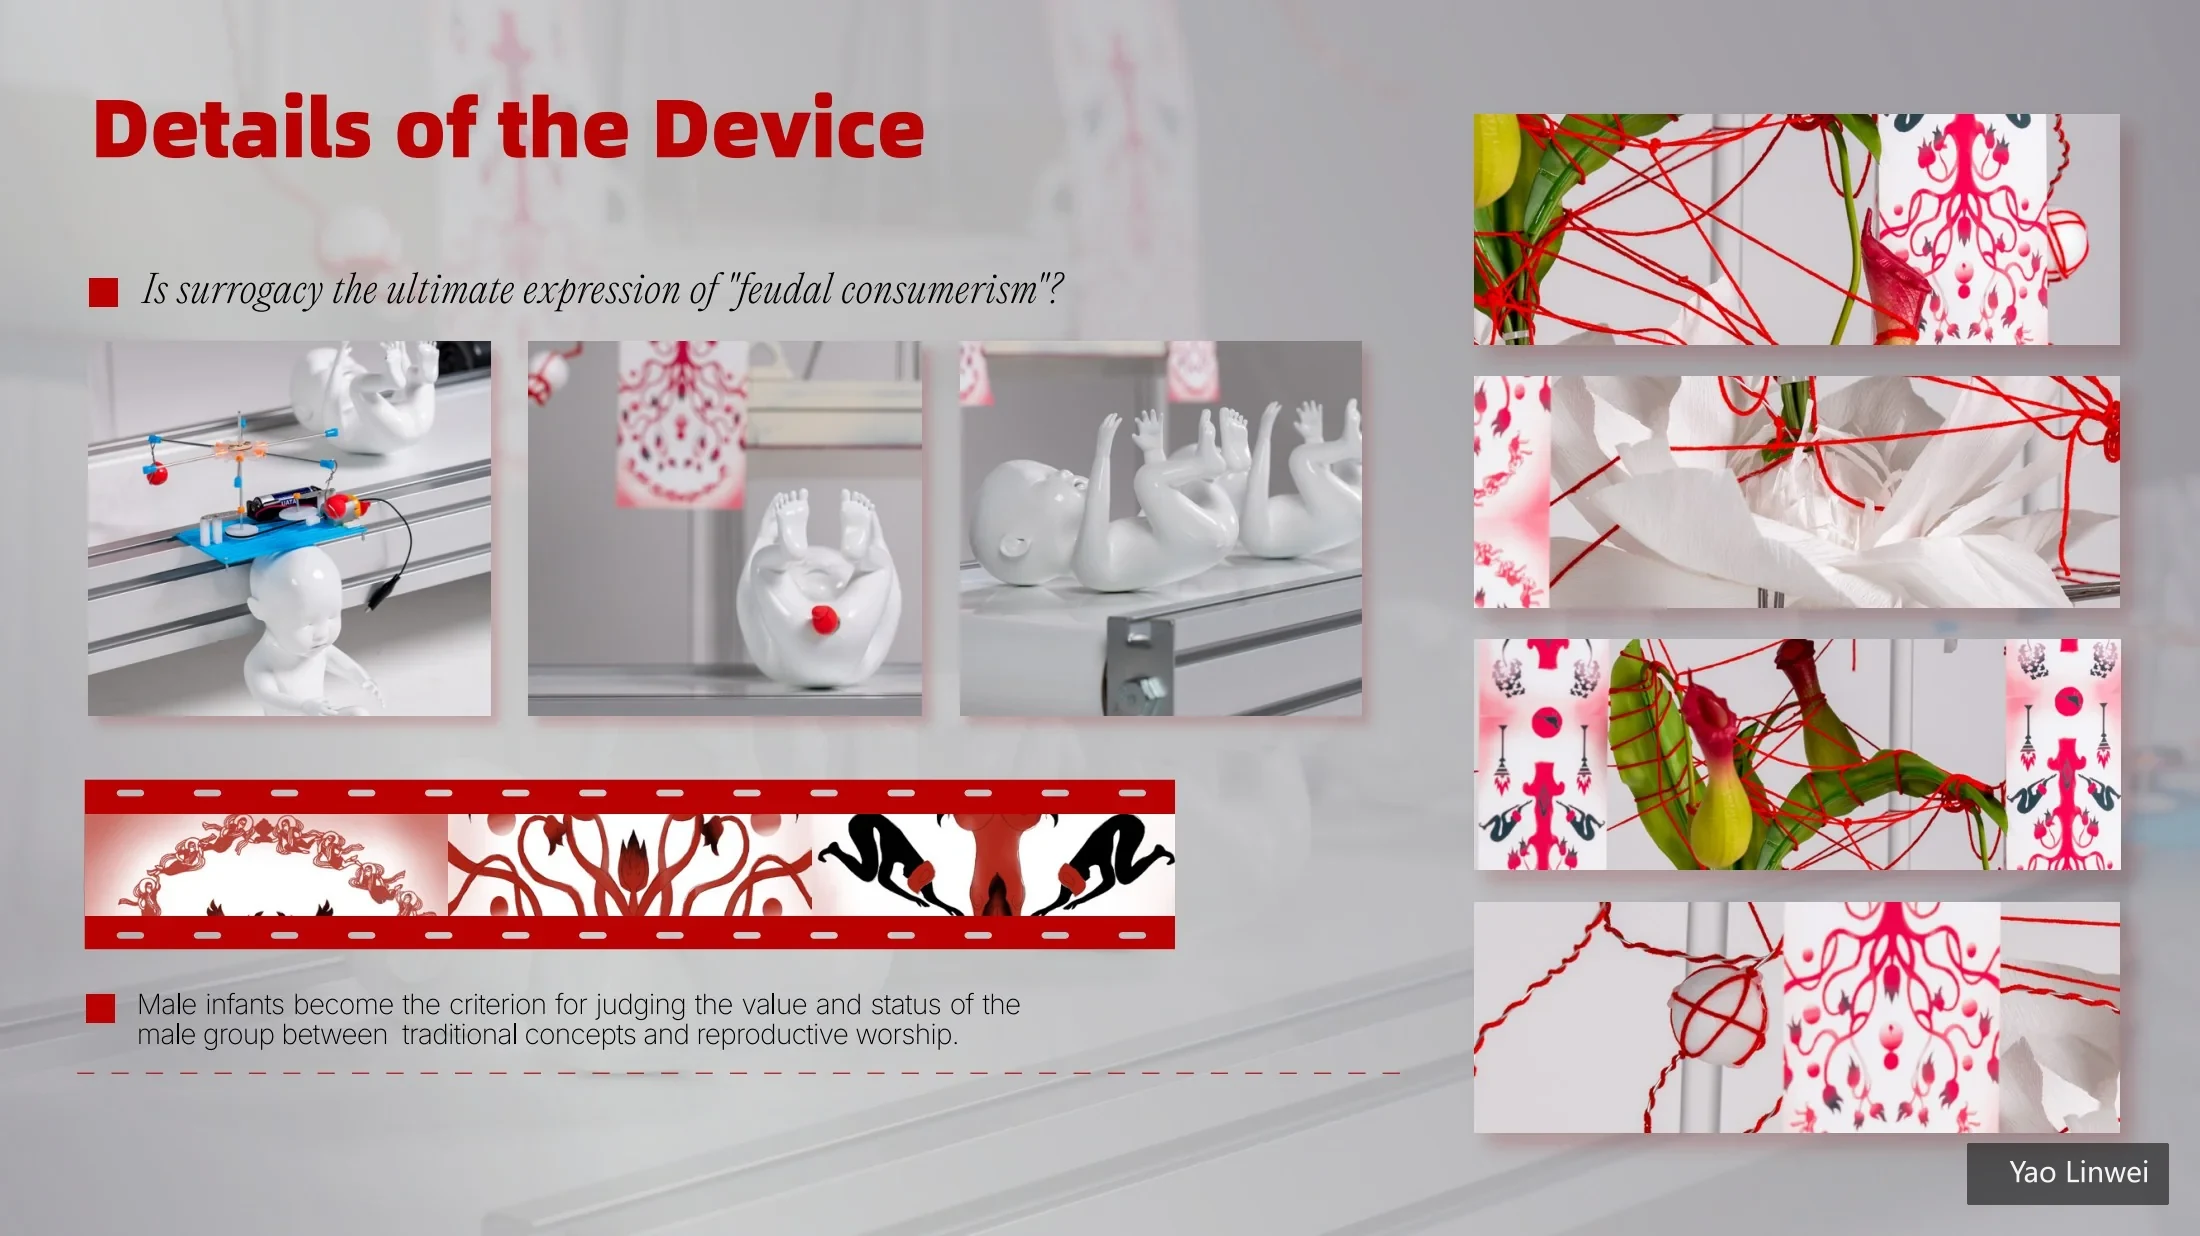 Details of the Device
Is surrogacy the ultimate expression of "feudal consumerism"?
Male infants become the criterion for judging the value and status of the
male group between traditional concepts and reproductive worship.
Yao Linwei